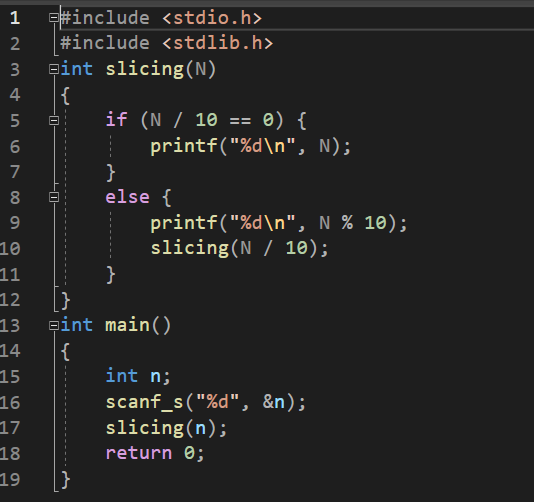 1 #include <stdio.h>
2 #include <stdlib.h>
3 int slicing(N)
4 {
5     if (N / 10 == 0) {
6         printf("%d\n", N);
7     }
8     else {
9         printf("%d\n", N % 10);
10         slicing(N / 10);
11     }
12 }
13 int main()
14 {
15     int n;
16     scanf_s("%d", &n);
17     slicing(n);
18     return 0;
19 }